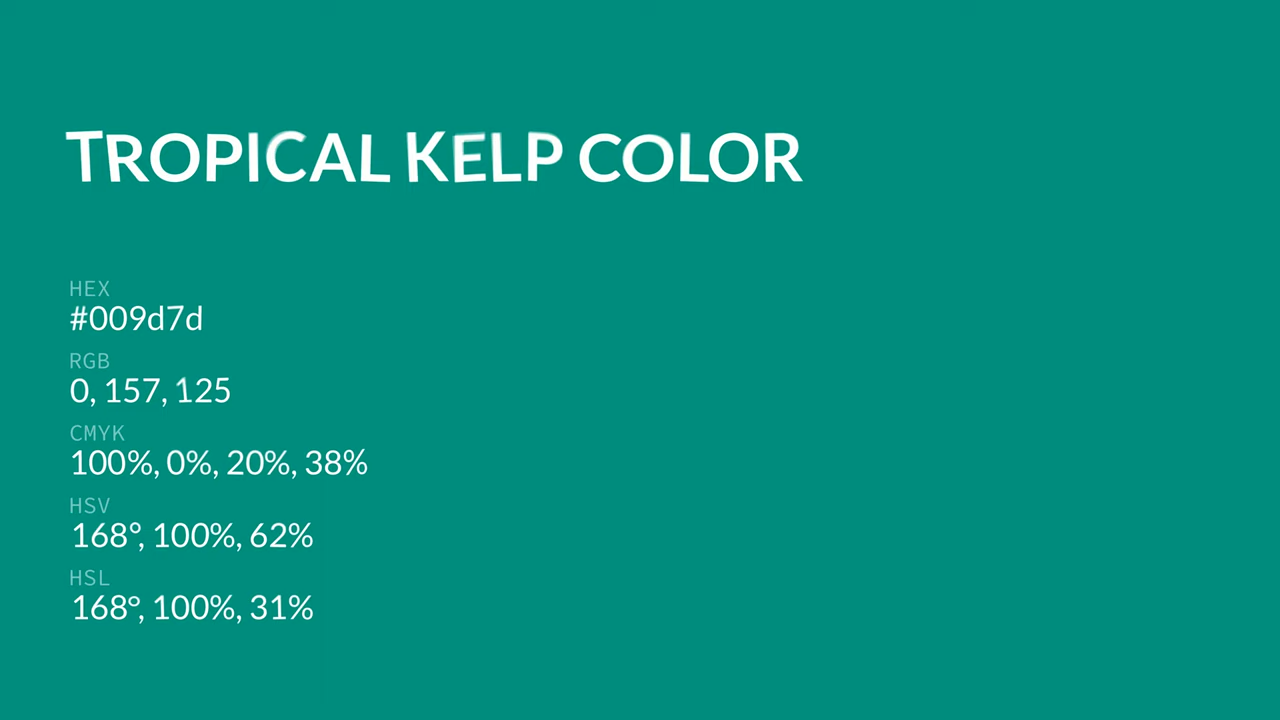 TROPICAL KELP COLOR
HEX
#009d7d
RGB
0, 157, 125
CMYK
100%, 0%, 20%, 38%
HSV
168°, 100%, 62%
HSL
168°, 100%, 31%